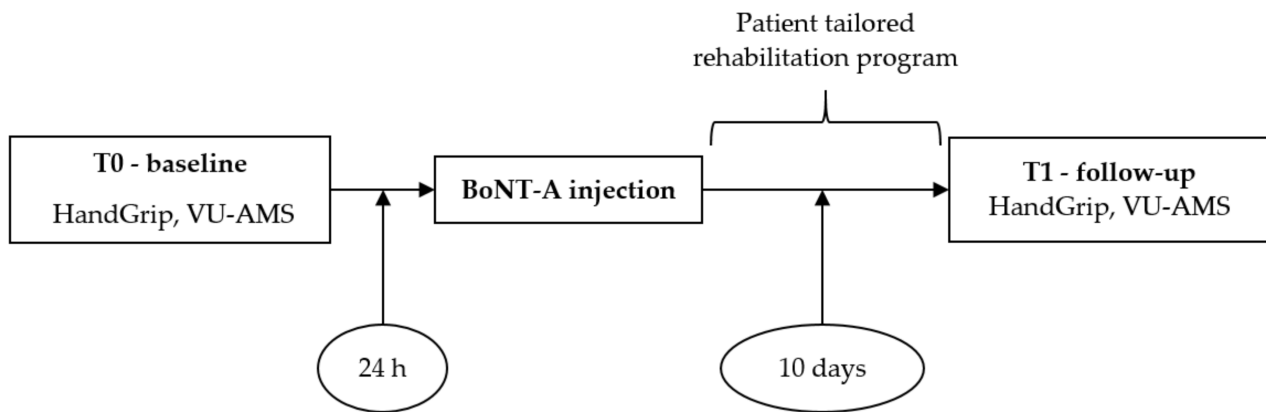 Patient tailored
rehabilitation program
T0 - baseline
HandGrip, VU-AMS
BoNT-A injection
T1 - follow-up
HandGrip, VU-AMS
24 h
10 days